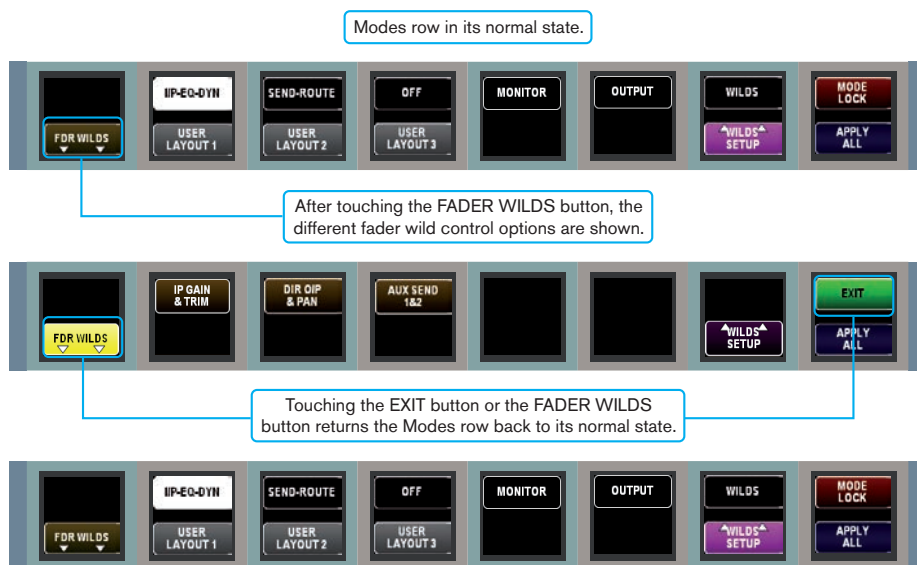 Modes row in its normal state.
I/P-EQ-DYN SEND-ROUTE OFF MONITOR OUTPUT WILDS MODE LOCK
FDR WILDS USER LAYOUT 1 USER LAYOUT 2 USER LAYOUT 3 WILDS SETUP APPLY ALL
After touching the FADER WILDS button, the
different fader wild control options are shown.
IP GAIN & TRIM DIR O/P & PAN AUX SEND 1&2 EXIT
FDR WILDS WILDS SETUP APPLY ALL
Touching the EXIT button or the FADER WILDS
button returns the Modes row back to its normal state.
I/P-EQ-DYN SEND-ROUTE OFF MONITOR OUTPUT WILDS MODE LOCK
FDR WILDS USER LAYOUT 1 USER LAYOUT 2 USER LAYOUT 3 WILDS SETUP APPLY ALL